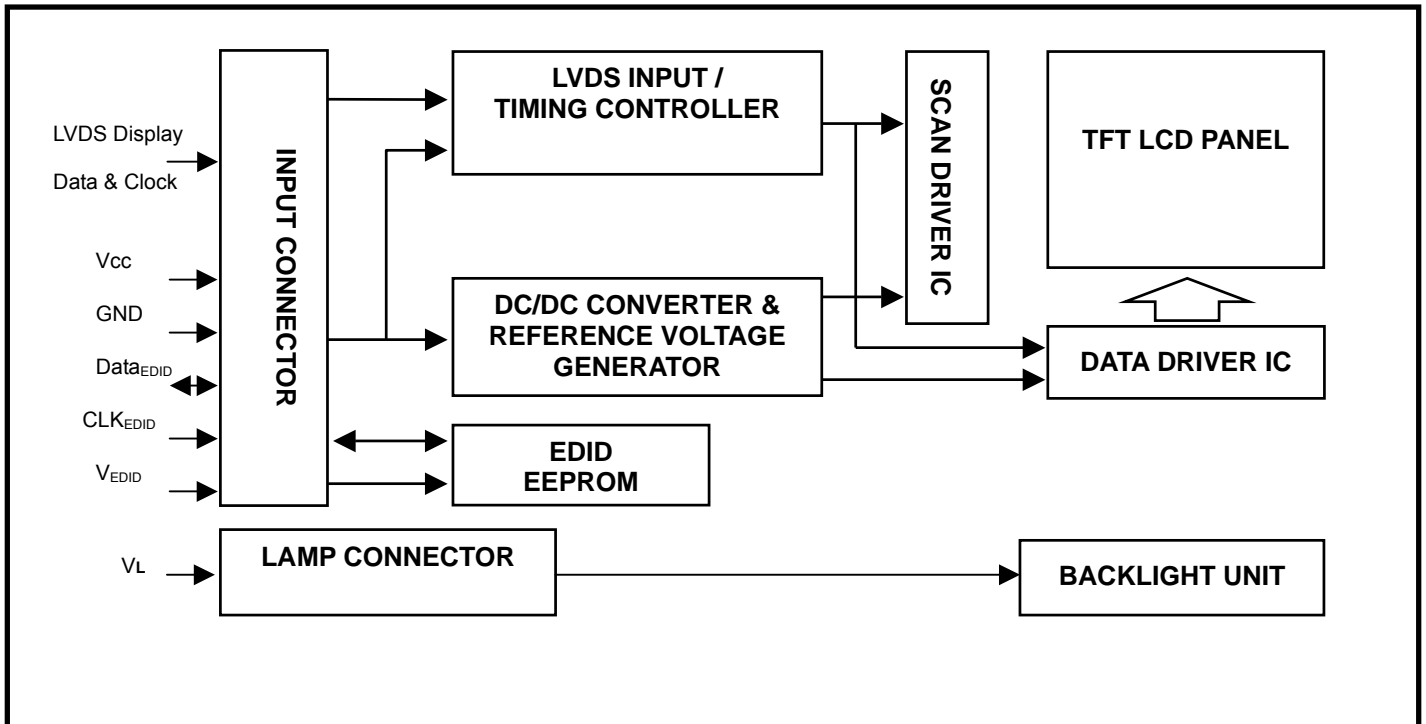 LVDS Display
Data & Clock
Vcc
GND
DataEDID
CLKEDID
VEDID
VL
INPUT CONNECTOR
LVDS INPUT /
TIMING CONTROLLER
DC/DC CONVERTER &
REFERENCE VOLTAGE
GENERATOR
EDID
EEPROM
SCAN DRIVER IC
TFT LCD PANEL
DATA DRIVER IC
LAMP CONNECTOR
BACKLIGHT UNIT